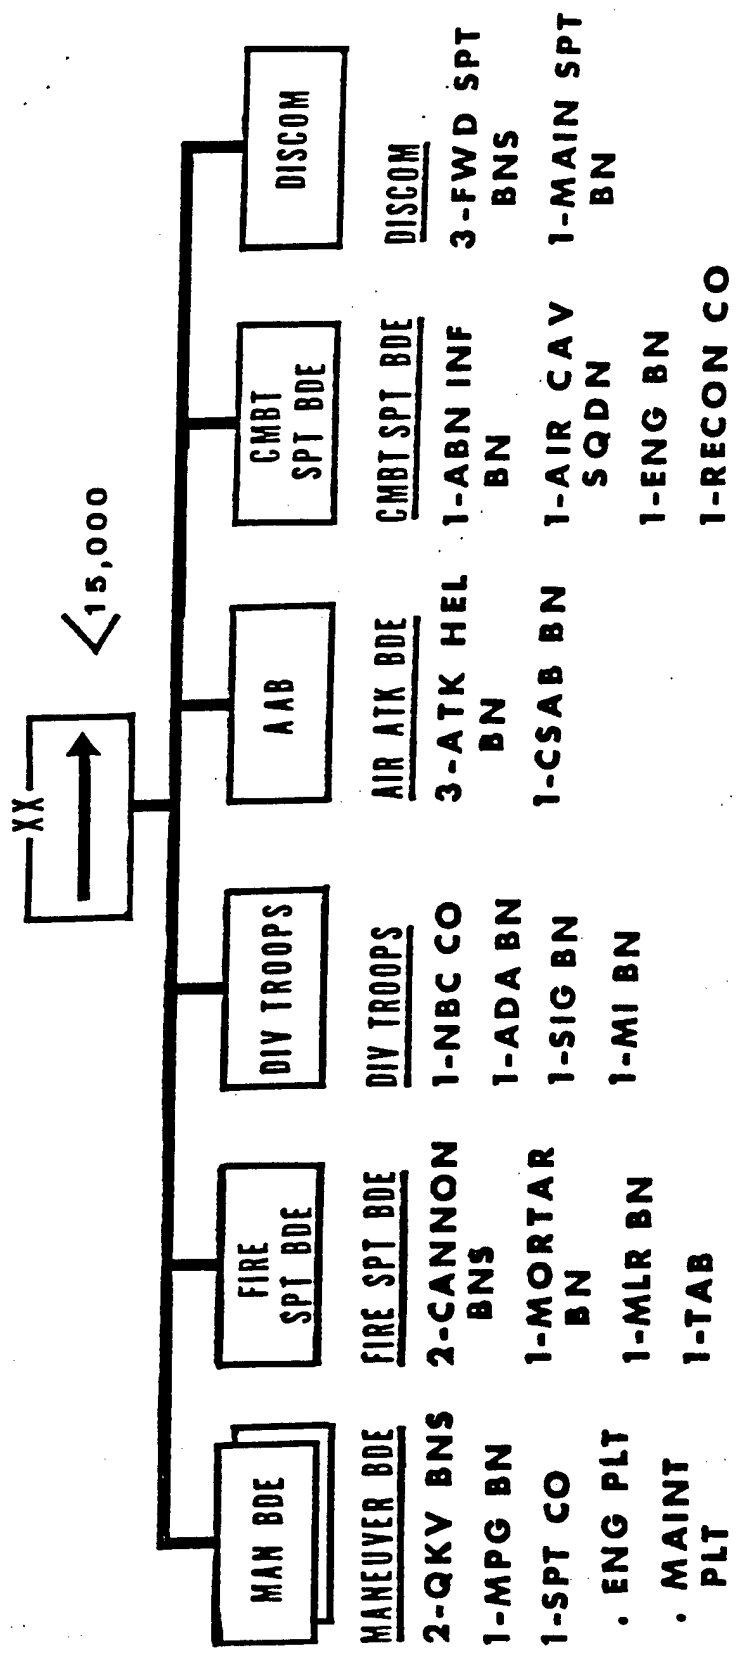 XX
<15,000
MAN BDE
FIRE
SPT BDE
DIV TROOPS
AAB
CMBT
SPT BDE
DISCOM
MANEUVER BDE
2-QKV BNS
1-MPG BN
1-SPT CO
. ENG PLT
. MAINT
PLT
FIRE SPT BDE
2-CANNON
BNS
1-MORTAR
BN
1-MLR BN
1-TAB
DIV TROOPS
1-NBC CO
1-ADA BN
1-SIG BN
1-MI BN
AIR ATK BDE
3-ATK HEL
BN
1-CSAB BN
CMBT SPT BDE
1-ABN INF
BN
1-AIR CAV
SQDN
1-ENG BN
1-RECON CO
DISCOM
3-FWD SPT
BNS
1-MAIN SPT
BN